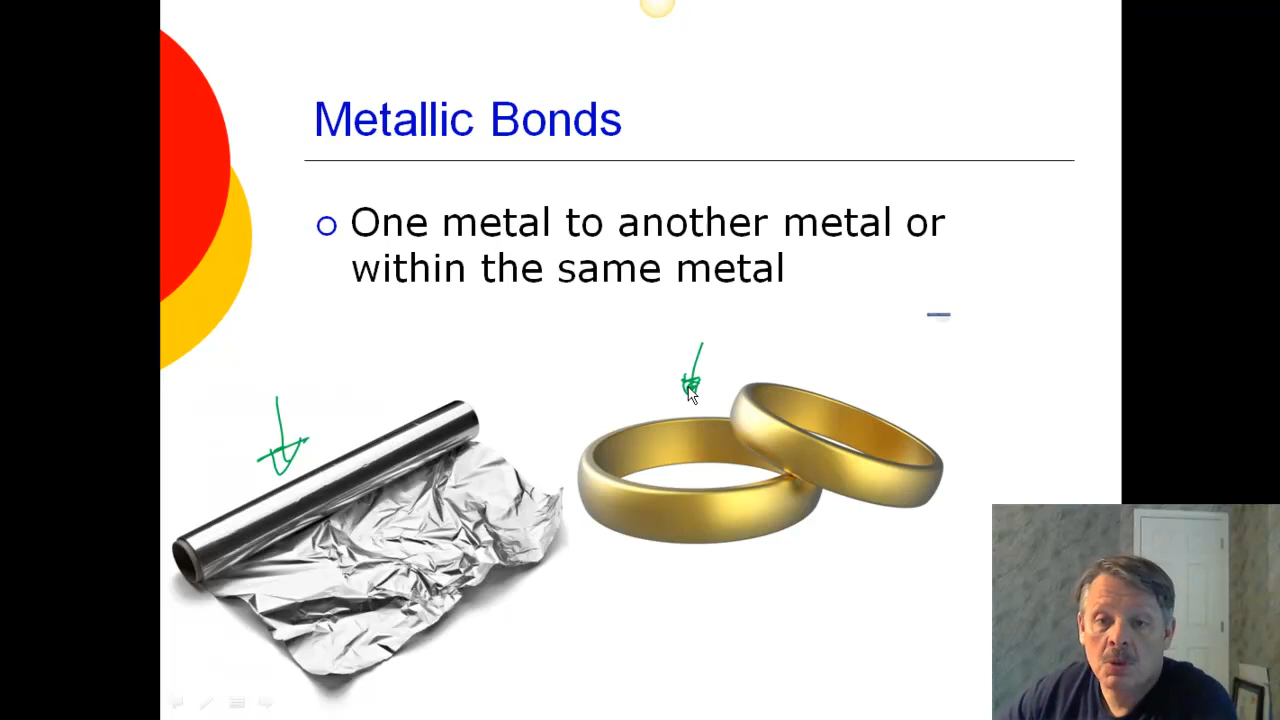 Metallic Bonds
One metal to another metal or
within the same metal